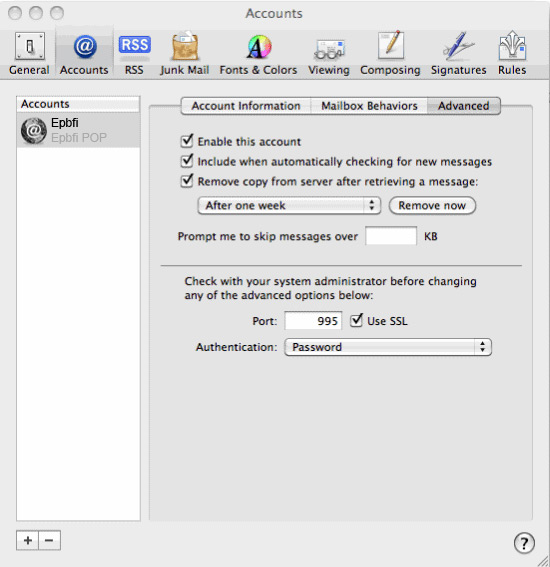 Accounts
RSS
General Accounts RSS Junk Mail Fonts & Colors Viewing Composing Signatures Rules
Accounts
Epbfi
Epbfi POP
Account Information Mailbox Behaviors Advanced
Enable this account
Include when automatically checking for new messages
Remove copy from server after retrieving a message:
After one week Remove now
Prompt me to skip messages over KB
Check with your system administrator before changing
any of the advanced options below:
Port: 995 Use SSL
Authentication: Password
+ − ?